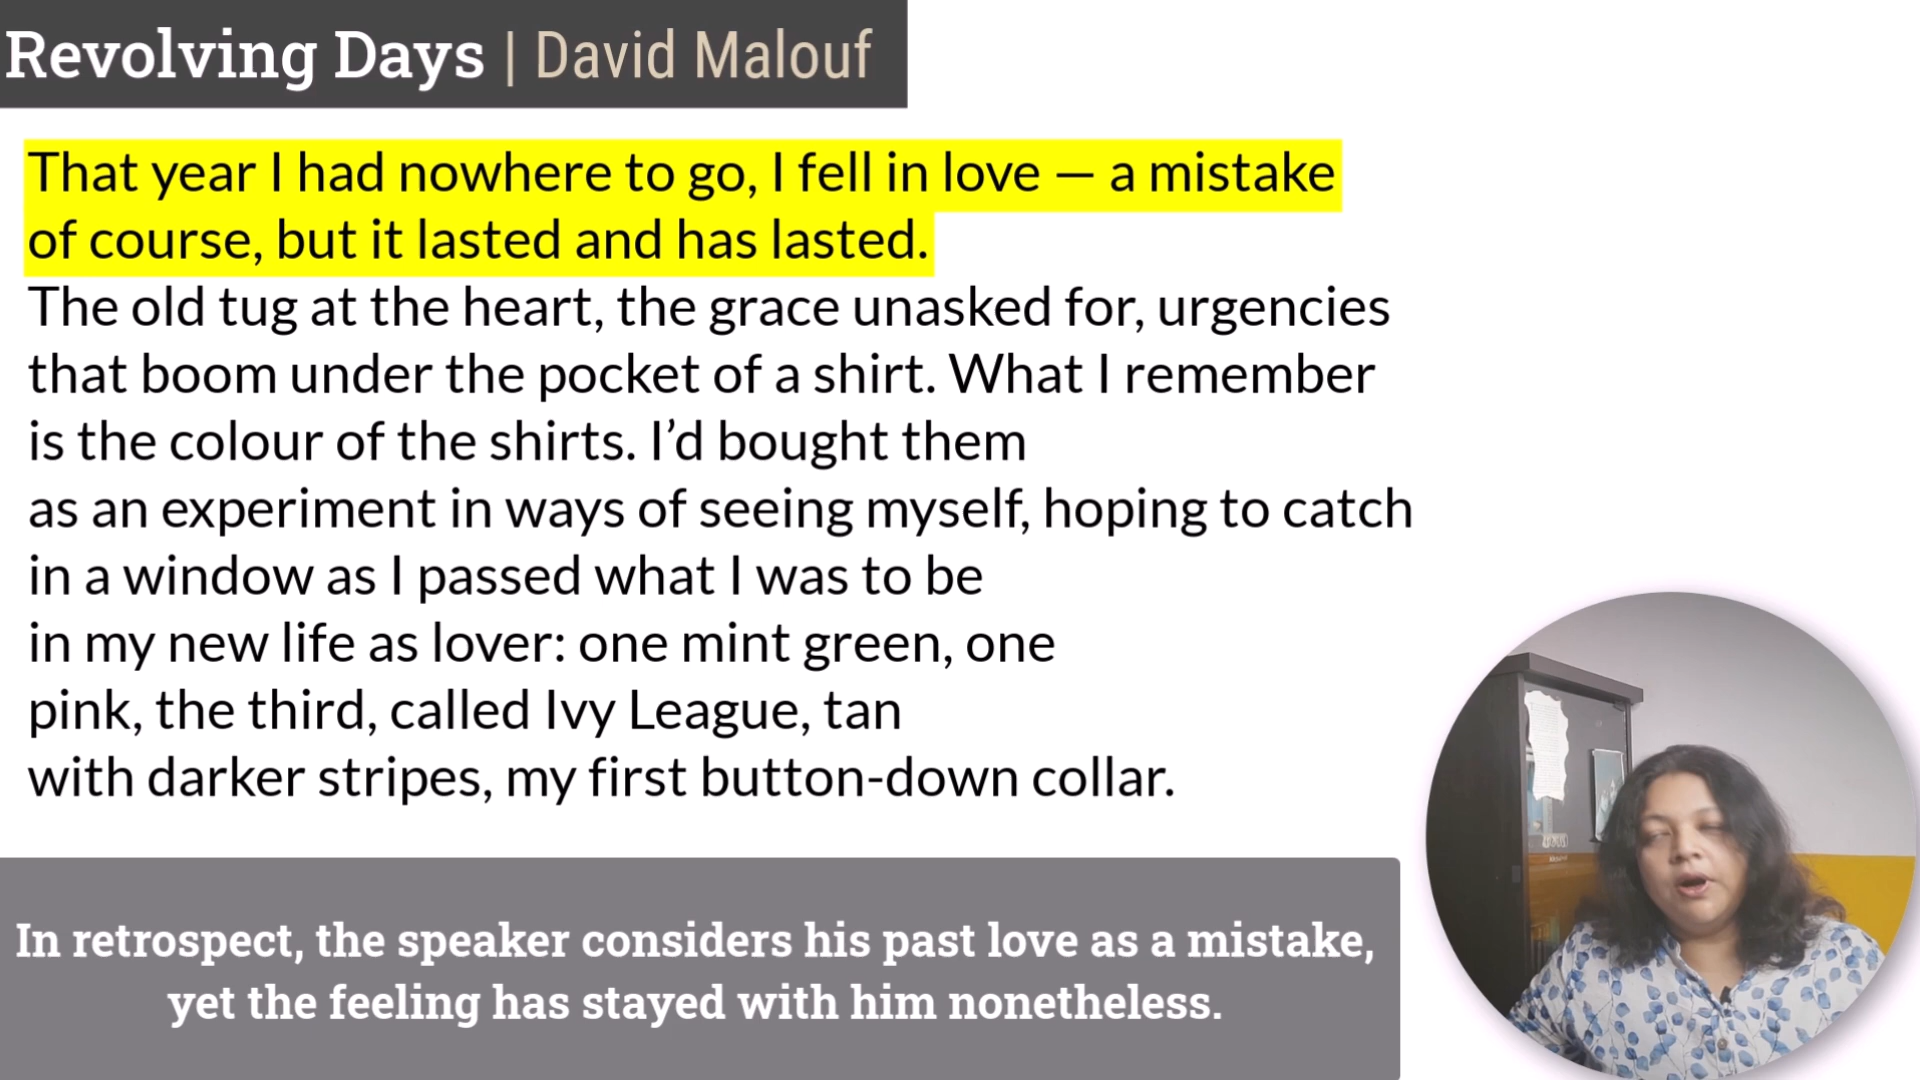 Revolving Days | David Malouf
That year I had nowhere to go, I fell in love — a mistake
of course, but it lasted and has lasted.
The old tug at the heart, the grace unasked for, urgencies
that boom under the pocket of a shirt. What I remember
is the colour of the shirts. I’d bought them
as an experiment in ways of seeing myself, hoping to catch
in a window as I passed what I was to be
in my new life as lover: one mint green, one
pink, the third, called Ivy League, tan
with darker stripes, my first button-down collar.
In retrospect, the speaker considers his past love as a mistake,
yet the feeling has stayed with him nonetheless.